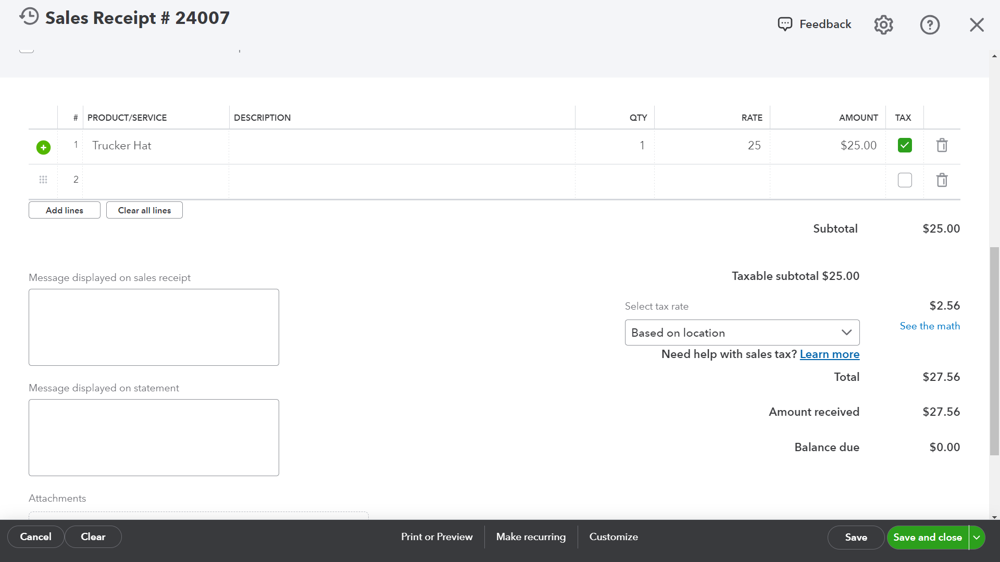 Sales Receipt # 24007
Feedback
# PRODUCT/SERVICE DESCRIPTION QTY RATE AMOUNT TAX
1 Trucker Hat 1 25 $25.00
2
Add lines Clear all lines
Subtotal $25.00
Message displayed on sales receipt
Taxable subtotal $25.00
Select tax rate $2.56
Based on location
See the math
Need help with sales tax? Learn more
Total $27.56
Message displayed on statement
Amount received $27.56
Balance due $0.00
Attachments
Cancel Clear Print or Preview Make recurring Customize Save Save and close